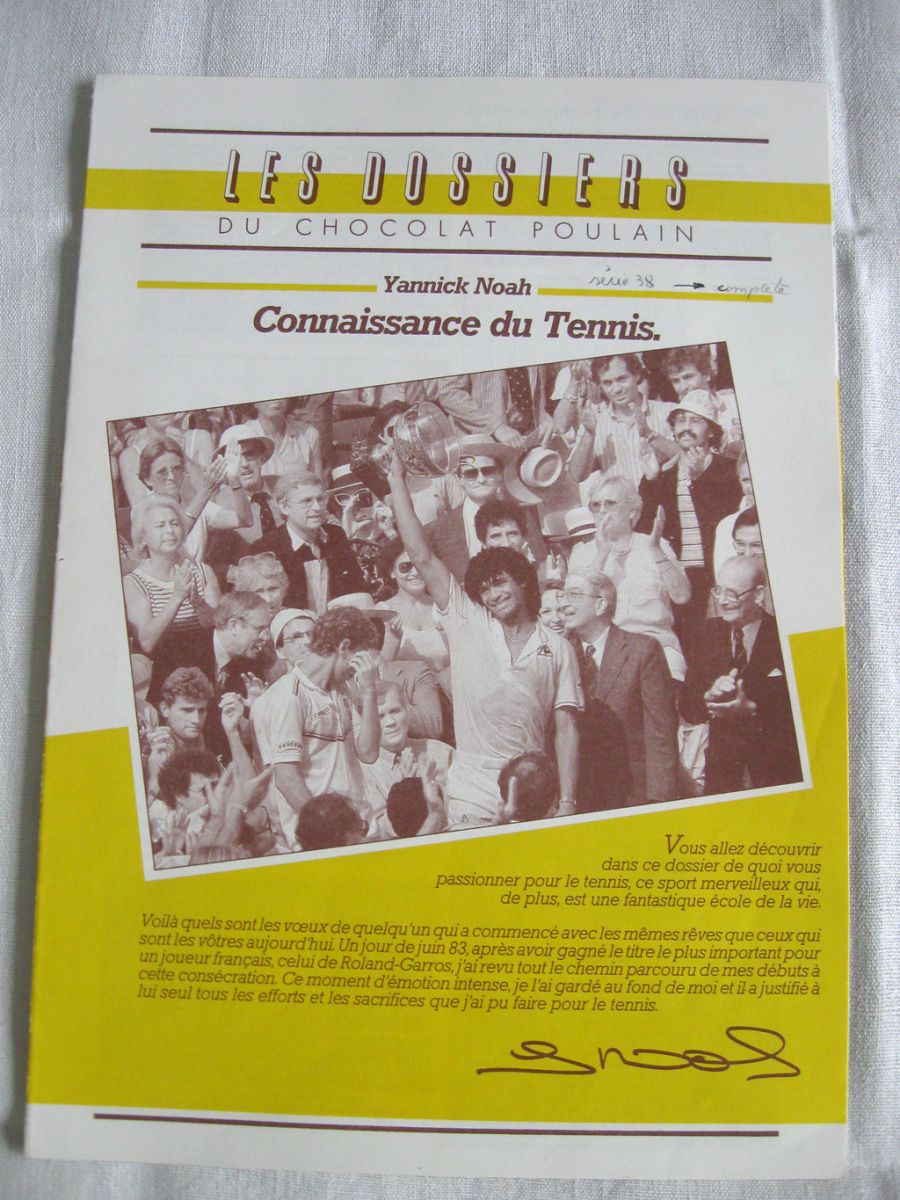 LES DOSSIERS
DU CHOCOLAT POULAIN
Yannick Noah
série 38 → complète
Connaissance du Tennis.
Vous allez découvrir
dans ce dossier de quoi vous
passionner pour le tennis, ce sport merveilleux qui,
de plus, est une fantastique école de la vie.
Voilà quels sont les vœux de quelqu'un qui a commencé avec les mêmes rêves que ceux qui
sont les vôtres aujourd'hui. Un jour de juin 83, après avoir gagné le titre le plus important pour
un joueur français, celui de Roland-Garros, j'ai revu tout le chemin parcouru de mes débuts à
cette consécration. Ce moment d'émotion intense, je l'ai gardé au fond de moi et il a justifié à
lui seul tous les efforts et les sacrifices que j'ai pu faire pour le tennis.